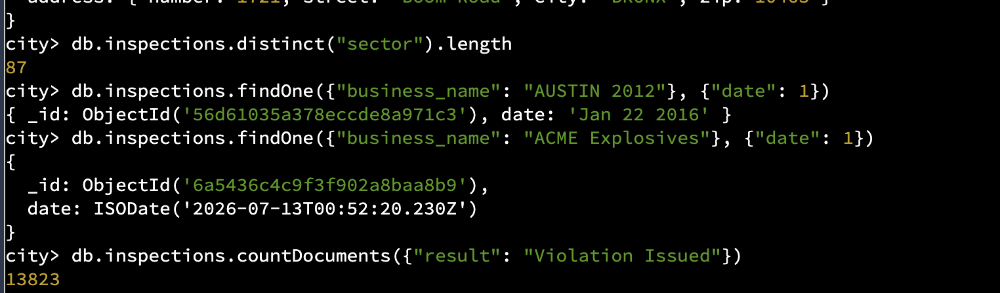 address: { number: 1721, street: 'Doom Road', city: 'BRONX', zip: 10463 }
}
city> db.inspections.distinct("sector").length
87
city> db.inspections.findOne({"business_name": "AUSTIN 2012"}, {"date": 1})
{ _id: ObjectId('56d61035a378eccde8a971c3'), date: 'Jan 22 2016' }
city> db.inspections.findOne({"business_name": "ACME Explosives"}, {"date": 1})
{
  _id: ObjectId('6a5436c4c9f3f902a8baa8b9'),
  date: ISODate('2026-07-13T00:52:20.230Z')
}
city> db.inspections.countDocuments({"result": "Violation Issued"})
13823